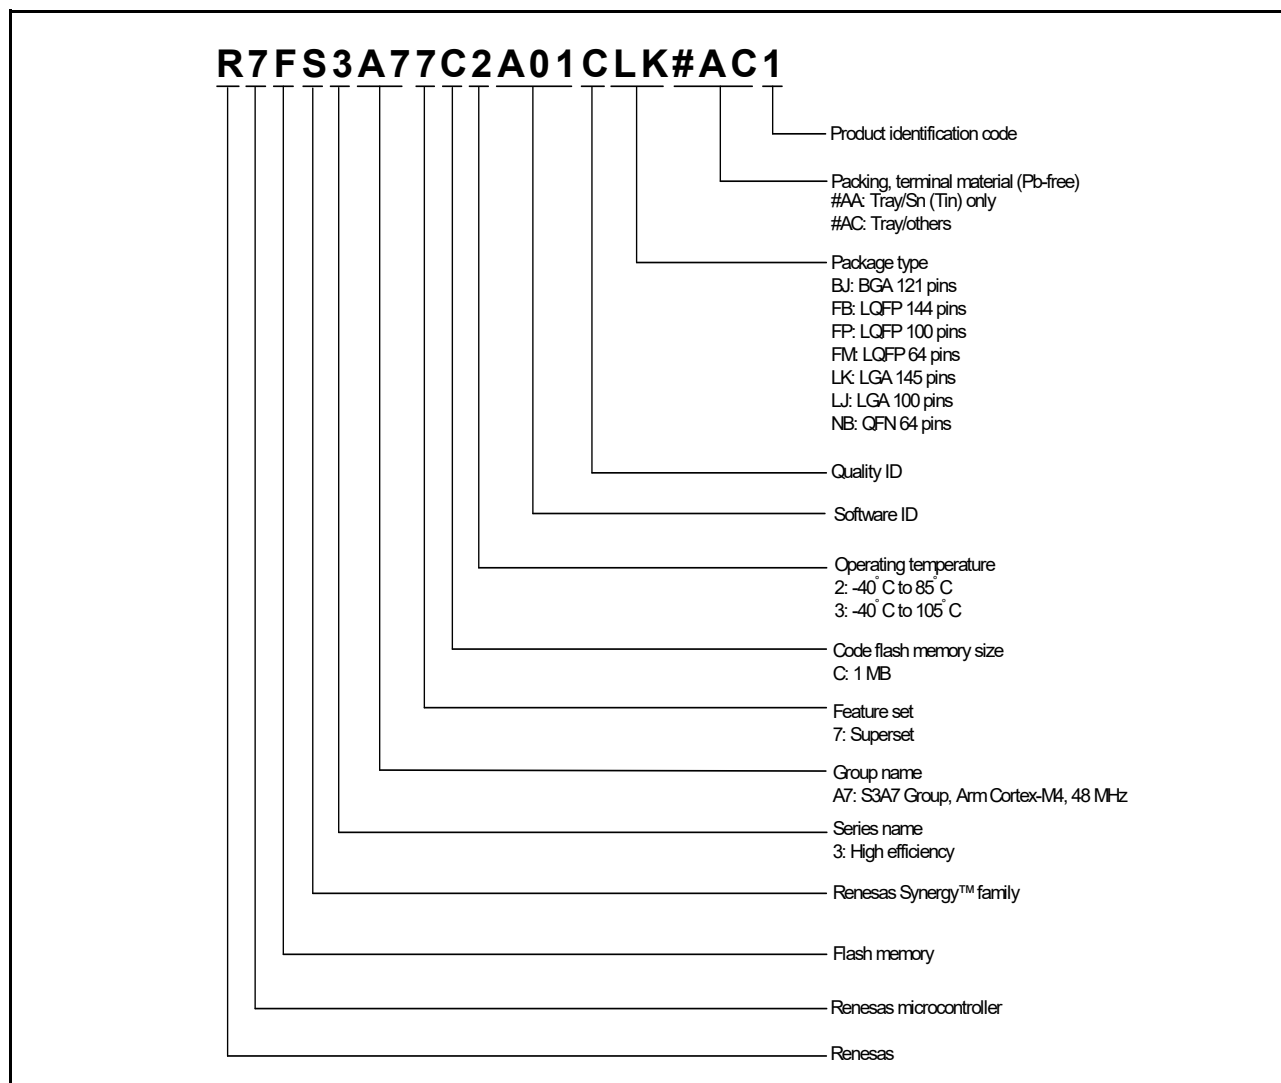 R7FS3A77C2A01CLK#AC1
Product identification code
Packing, terminal material (Pb-free)
#AA: Tray/Sn (Tin) only
#AC: Tray/others
Package type
BJ: BGA 121 pins
FB: LQFP 144 pins
FP: LQFP 100 pins
FM: LQFP 64 pins
LK: LGA 145 pins
LJ: LGA 100 pins
NB: QFN 64 pins
Quality ID
Software ID
Operating temperature
2: -40˚C to 85˚C
3: -40˚C to 105˚C
Code flash memory size
C: 1 MB
Feature set
7: Superset
Group name
A7: S3A7 Group, Arm Cortex-M4, 48 MHz
Series name
3: High efficiency
Renesas Synergy™ family
Flash memory
Renesas microcontroller
Renesas